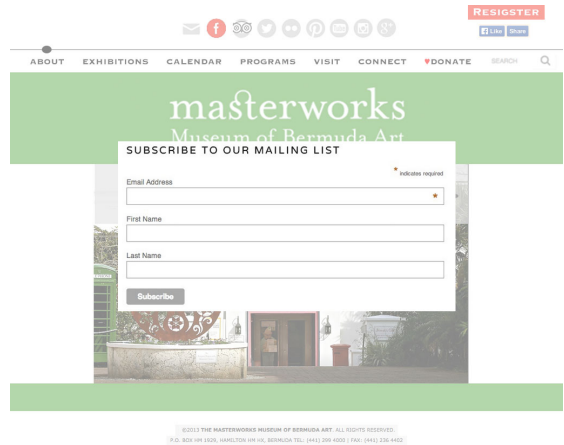 RESIGSTER
Like Share
ABOUT EXHIBITIONS CALENDAR PROGRAMS VISIT CONNECT ♥DONATE SEARCH
masterworks
Museum of Bermuda Art
SUBSCRIBE TO OUR MAILING LIST
* indicates required
Email Address
*
First Name
Last Name
Subscribe
©2013 THE MASTERWORKS MUSEUM OF BERMUDA ART. ALL RIGHTS RESERVED.
P.O. BOX HM 1929, HAMILTON HM HX, BERMUDA TEL: (441) 299 4000 | FAX: (441) 236 4402